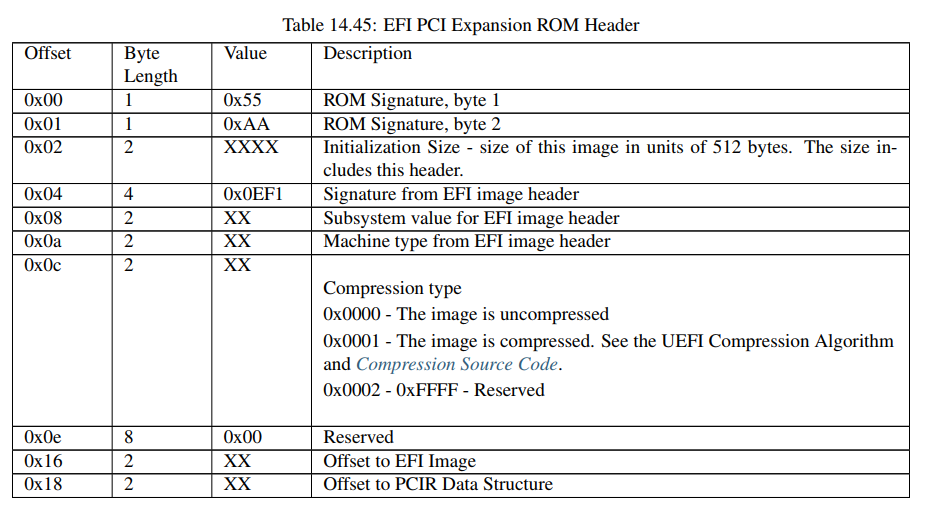 Table 14.45: EFI PCI Expansion ROM Header
Offset Byte Length Value Description
0x00 1 0x55 ROM Signature, byte 1
0x01 1 0xAA ROM Signature, byte 2
0x02 2 XXXX Initialization Size - size of this image in units of 512 bytes. The size in-
cludes this header.
0x04 4 0x0EF1 Signature from EFI image header
0x08 2 XX Subsystem value for EFI image header
0x0a 2 XX Machine type from EFI image header
0x0c 2 XX
Compression type
0x0000 - The image is uncompressed
0x0001 - The image is compressed. See the UEFI Compression Algorithm
and Compression Source Code.
0x0002 - 0xFFFF - Reserved
0x0e 8 0x00 Reserved
0x16 2 XX Offset to EFI Image
0x18 2 XX Offset to PCIR Data Structure